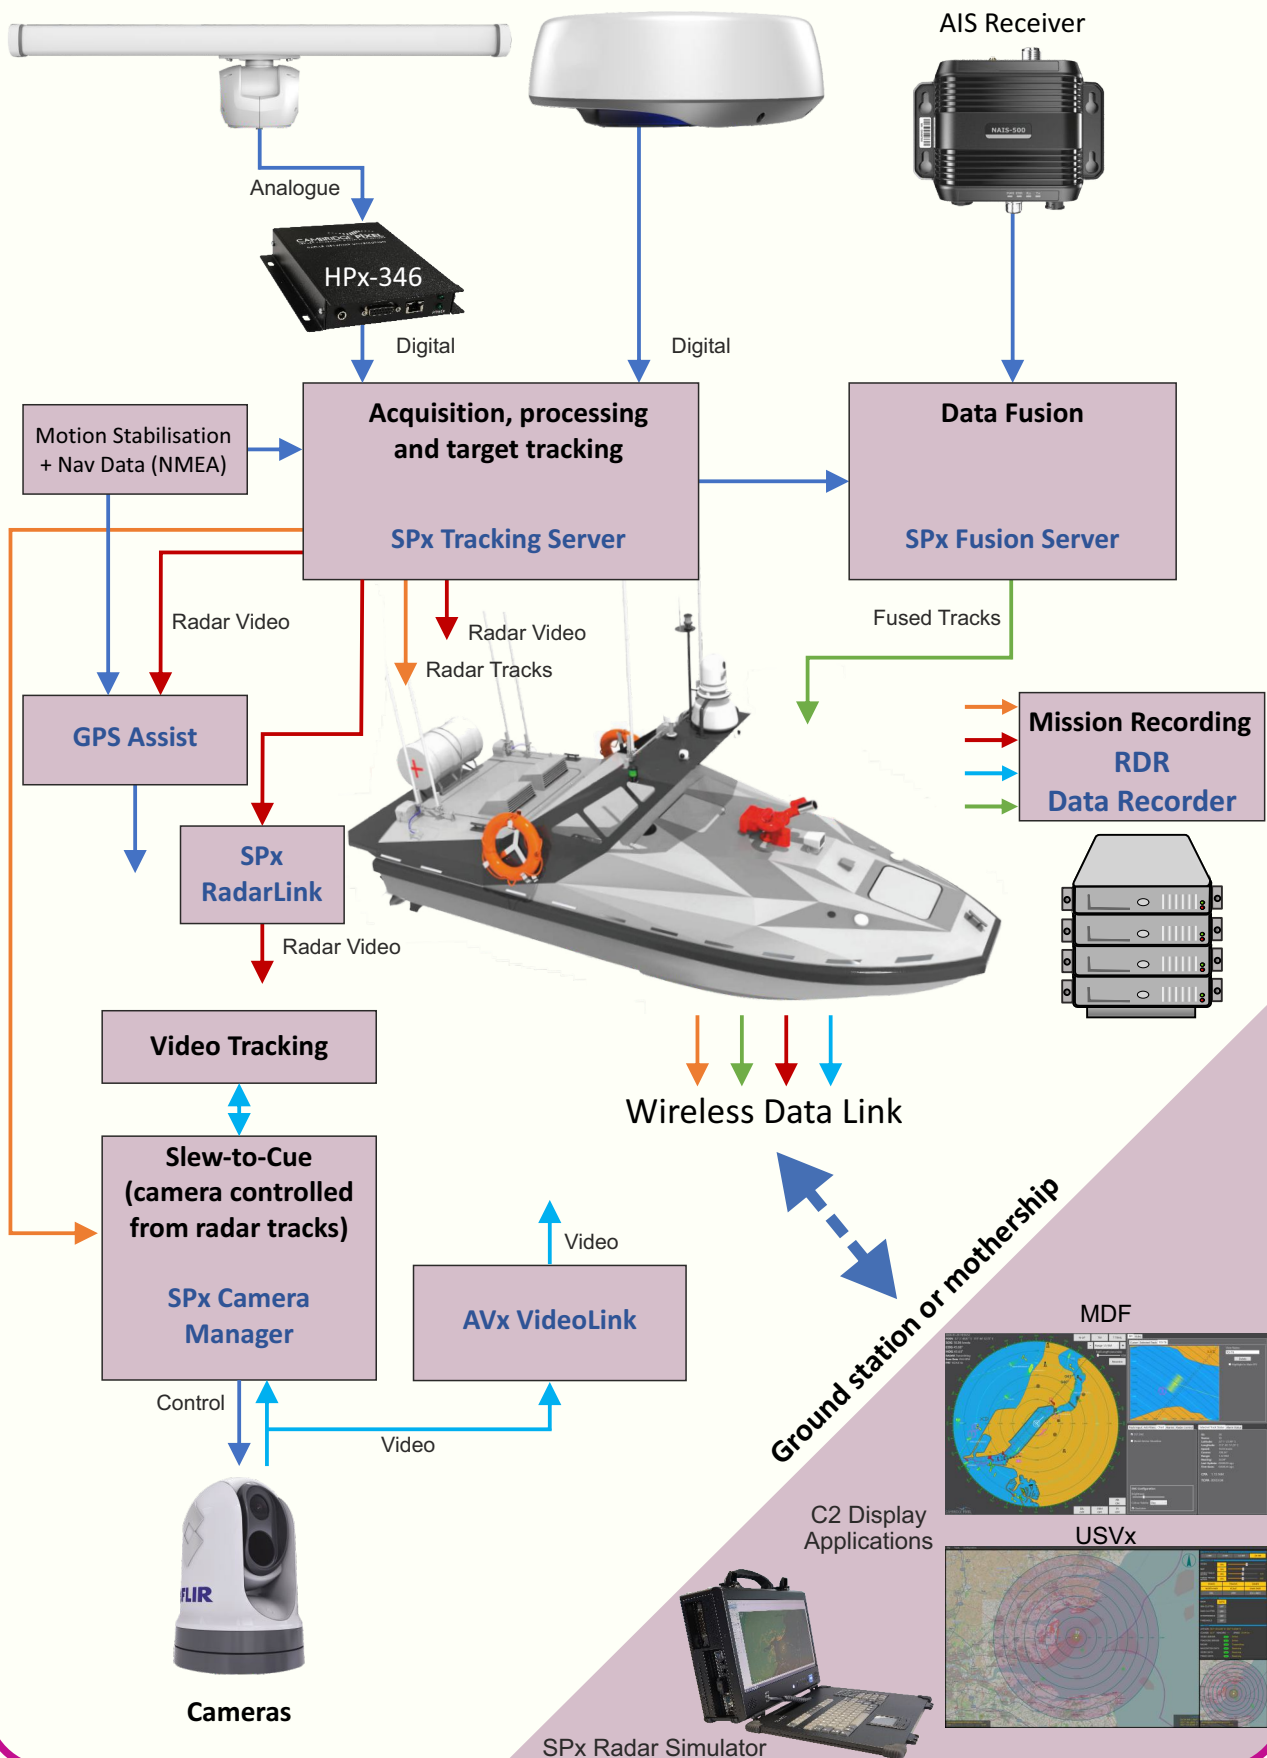 AIS Receiver
NAIS-500
Analogue
CAMBRIDGE PIXEL
HPx-346
Digital
Digital
Motion Stabilisation
+ Nav Data (NMEA)
Acquisition, processing
and target tracking
SPx Tracking Server
Data Fusion
SPx Fusion Server
Radar Video
Radar Video
Radar Tracks
Fused Tracks
GPS Assist
Mission Recording
RDR
Data Recorder
SPx
RadarLink
Radar Video
Video Tracking
Wireless Data Link
Slew-to-Cue
(camera controlled
from radar tracks)
SPx Camera
Manager
Video
AVx VideoLink
Control
Video
Ground station or mothership
MDF
C2 Display
Applications
USVx
FLIR
Cameras
SPx Radar Simulator